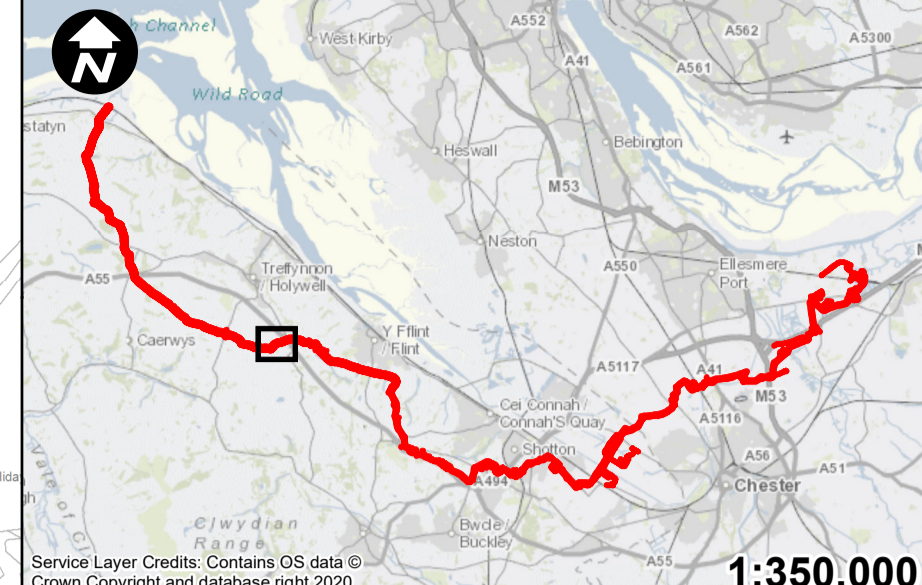 N
h Channel
A552
A562
A5300
West Kirby
A41
A561
Wild Road
statyn
Heswall
Bebington
M53
Neston
A550
Ellesmere
Port
Treffynnon
/ Holywell
A55
Caerwys
Y Fflint
/ Flint
A5117
A41
M53
Cei Connah /
Connah'S Quay
A5116
Shotton
A56
A51
A494
Chester
Clwydian
Range
Bwcle /
Buckley
A55
Service Layer Credits: Contains OS data ©
Crown Copyright and database right 2020
1:350,000